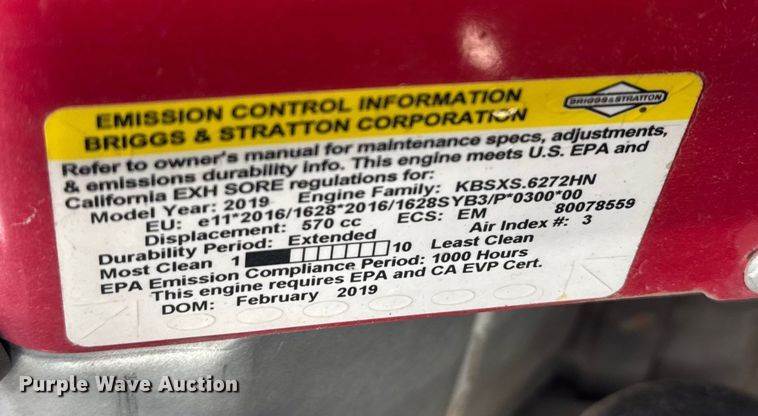 EMISSION CONTROL INFORMATION
BRIGGS & STRATTON CORPORATION
BRIGGS&STRATTON
Refer to owner's manual for maintenance specs, adjustments,
& emissions durability info. This engine meets U.S. EPA and
California EXH SORE regulations for:
Model Year: 2019 Engine Family: KBSXS.6272HN
EU: e11*2016/1628*2016/1628SYB3/P*0300*00
Displacement: 570 cc ECS: EM 80078559
Durability Period: Extended Air Index #: 3
Most Clean 1 10 Least Clean
EPA Emission Compliance Period: 1000 Hours
This engine requires EPA and CA EVP Cert.
DOM: February 2019
Purple Wave Auction